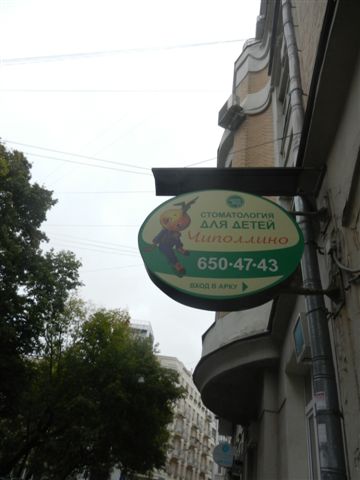 СТОМАТОЛОГИЯ
ДЛЯ ДЕТЕЙ
Чиполлино
650-47-43
ВХОД В АРКУ